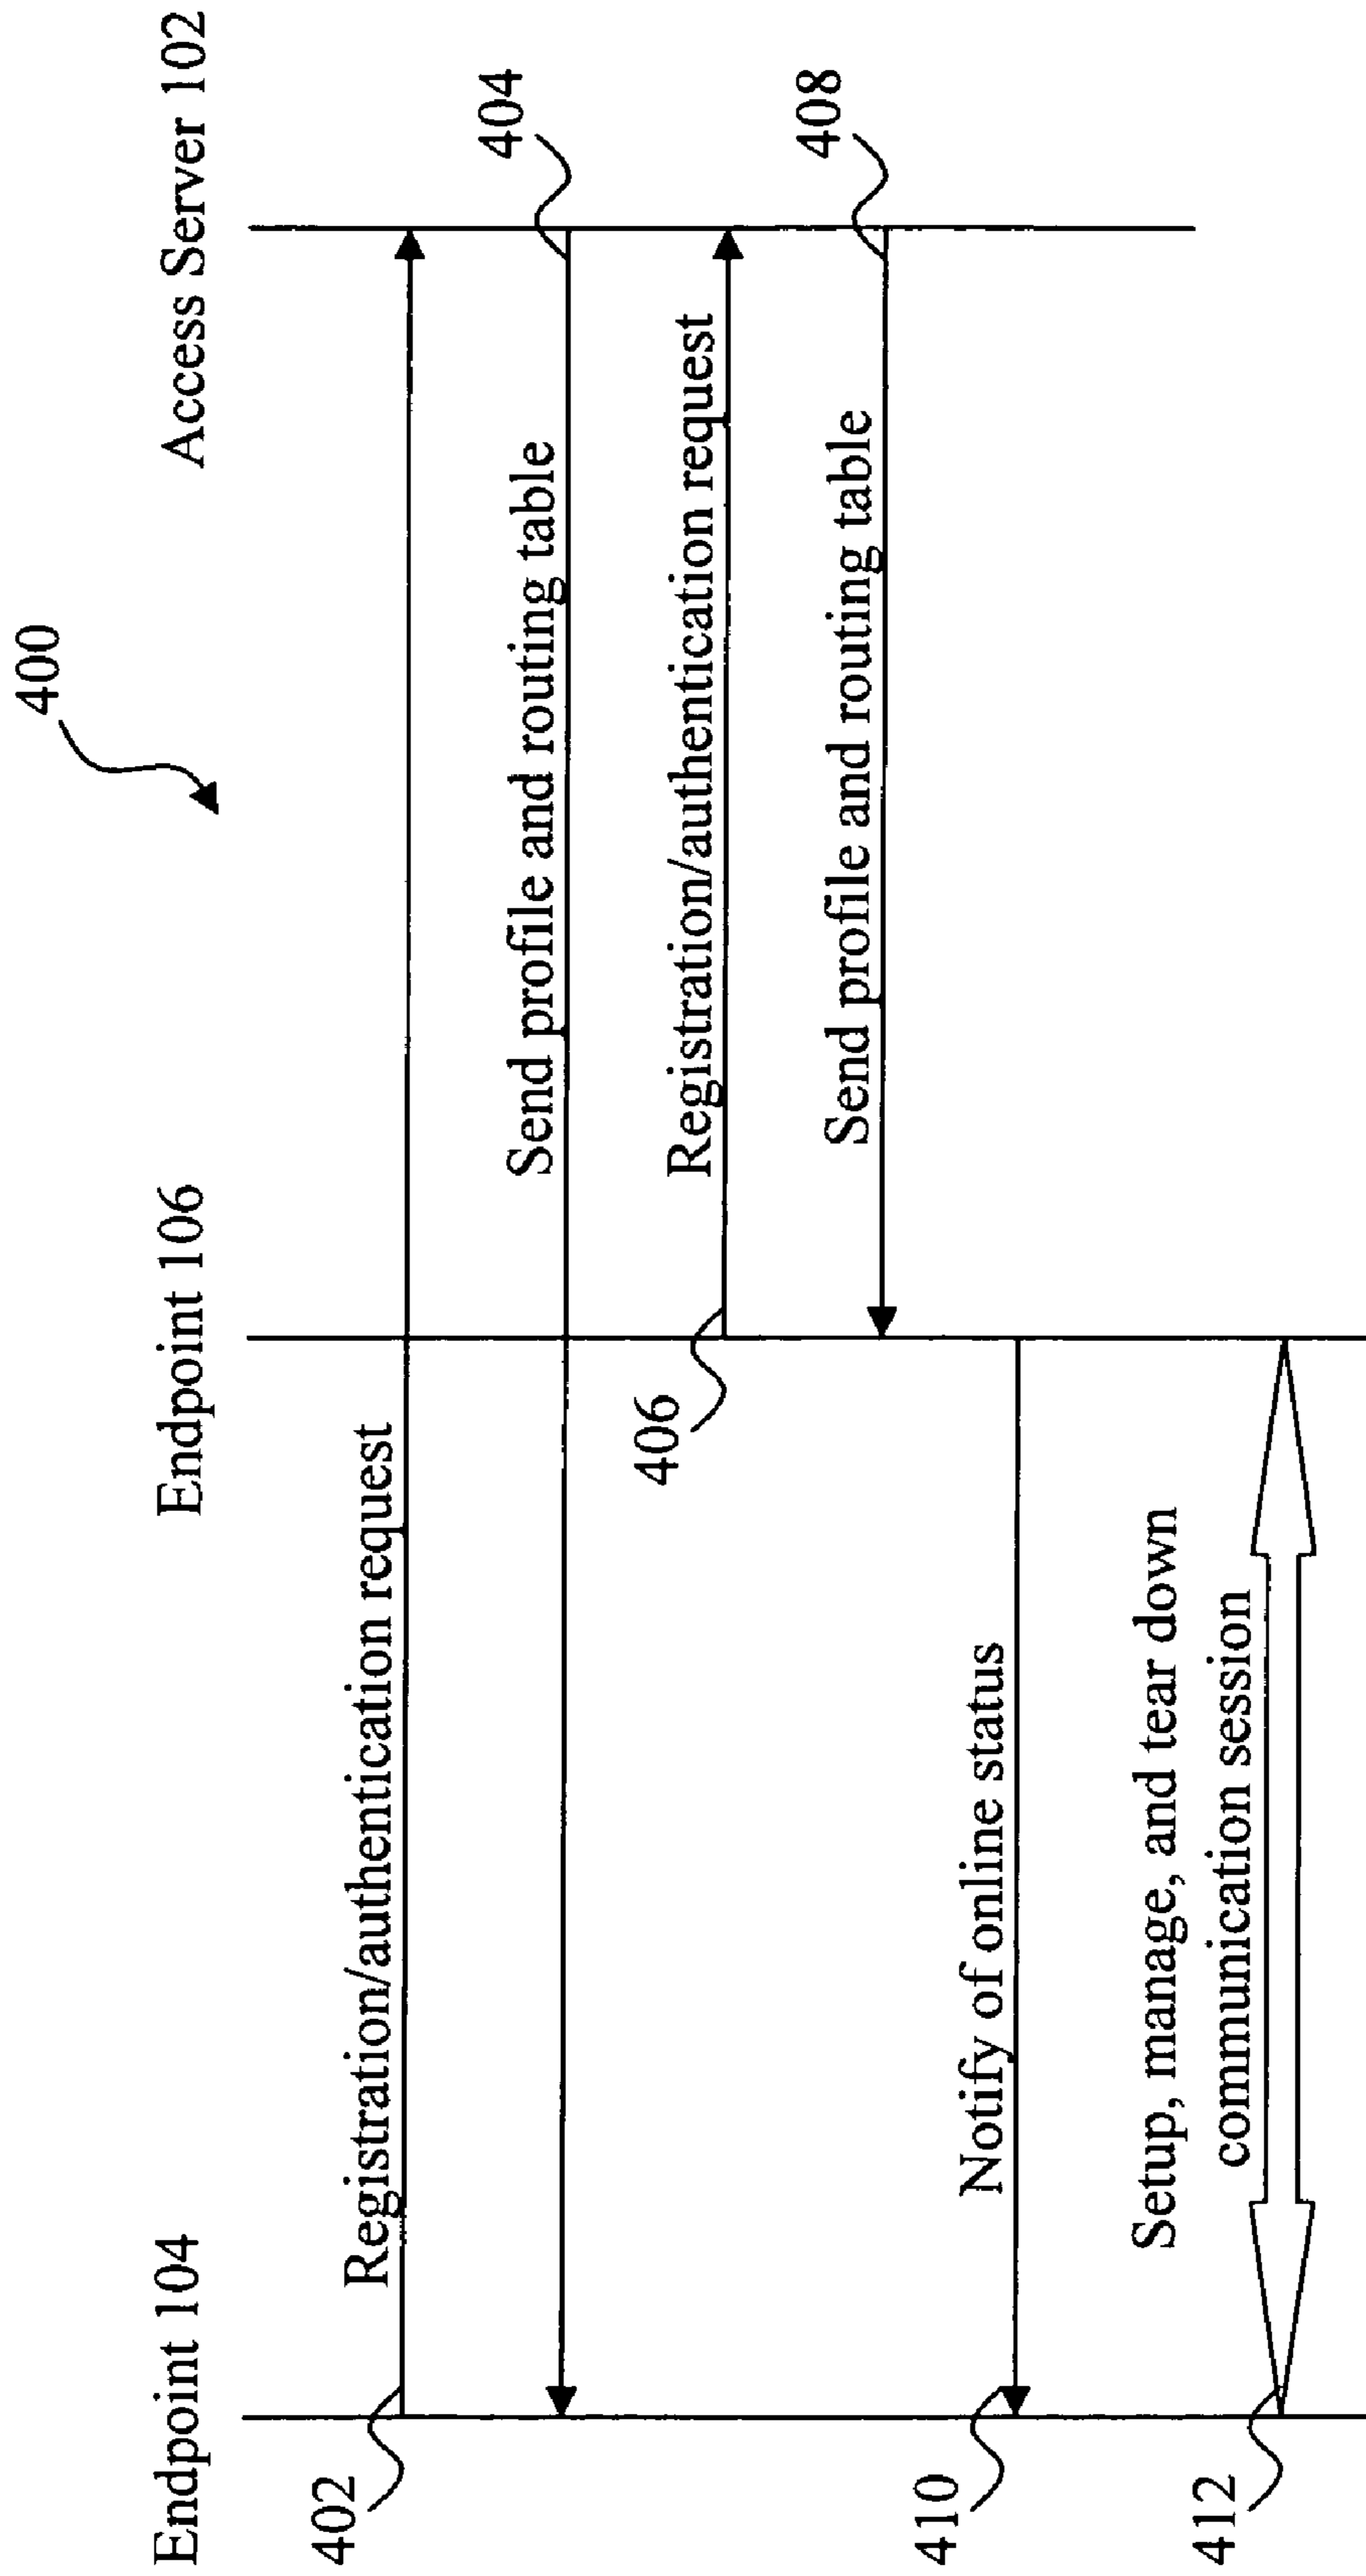 400
Endpoint 104
Endpoint 106
Access Server 102
402
Registration/authentication request
Send profile and routing table
404
406
Registration/authentication request
Send profile and routing table
408
410
Notify of online status
412
Setup, manage, and tear down
communication session